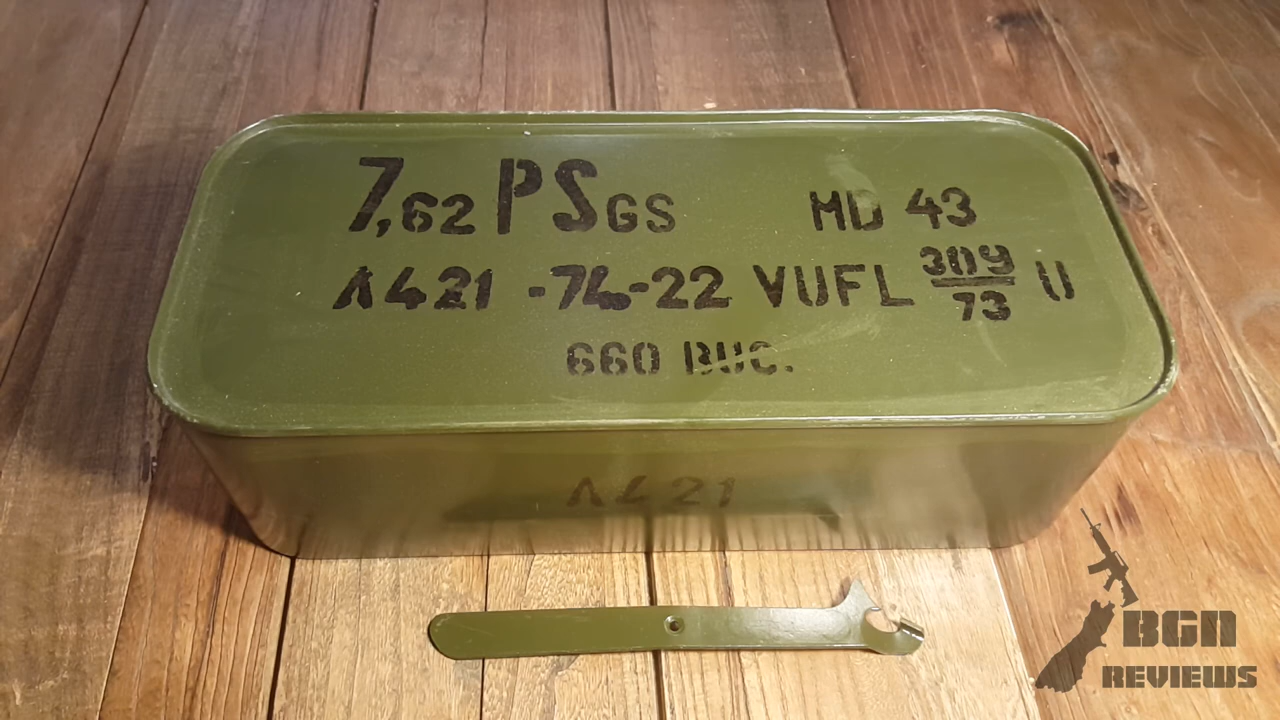 7,62 PS GS MD 43
A421 -74-22 VUFL 309/73 U
660 BUC.
A421
BGN
REVIEWS